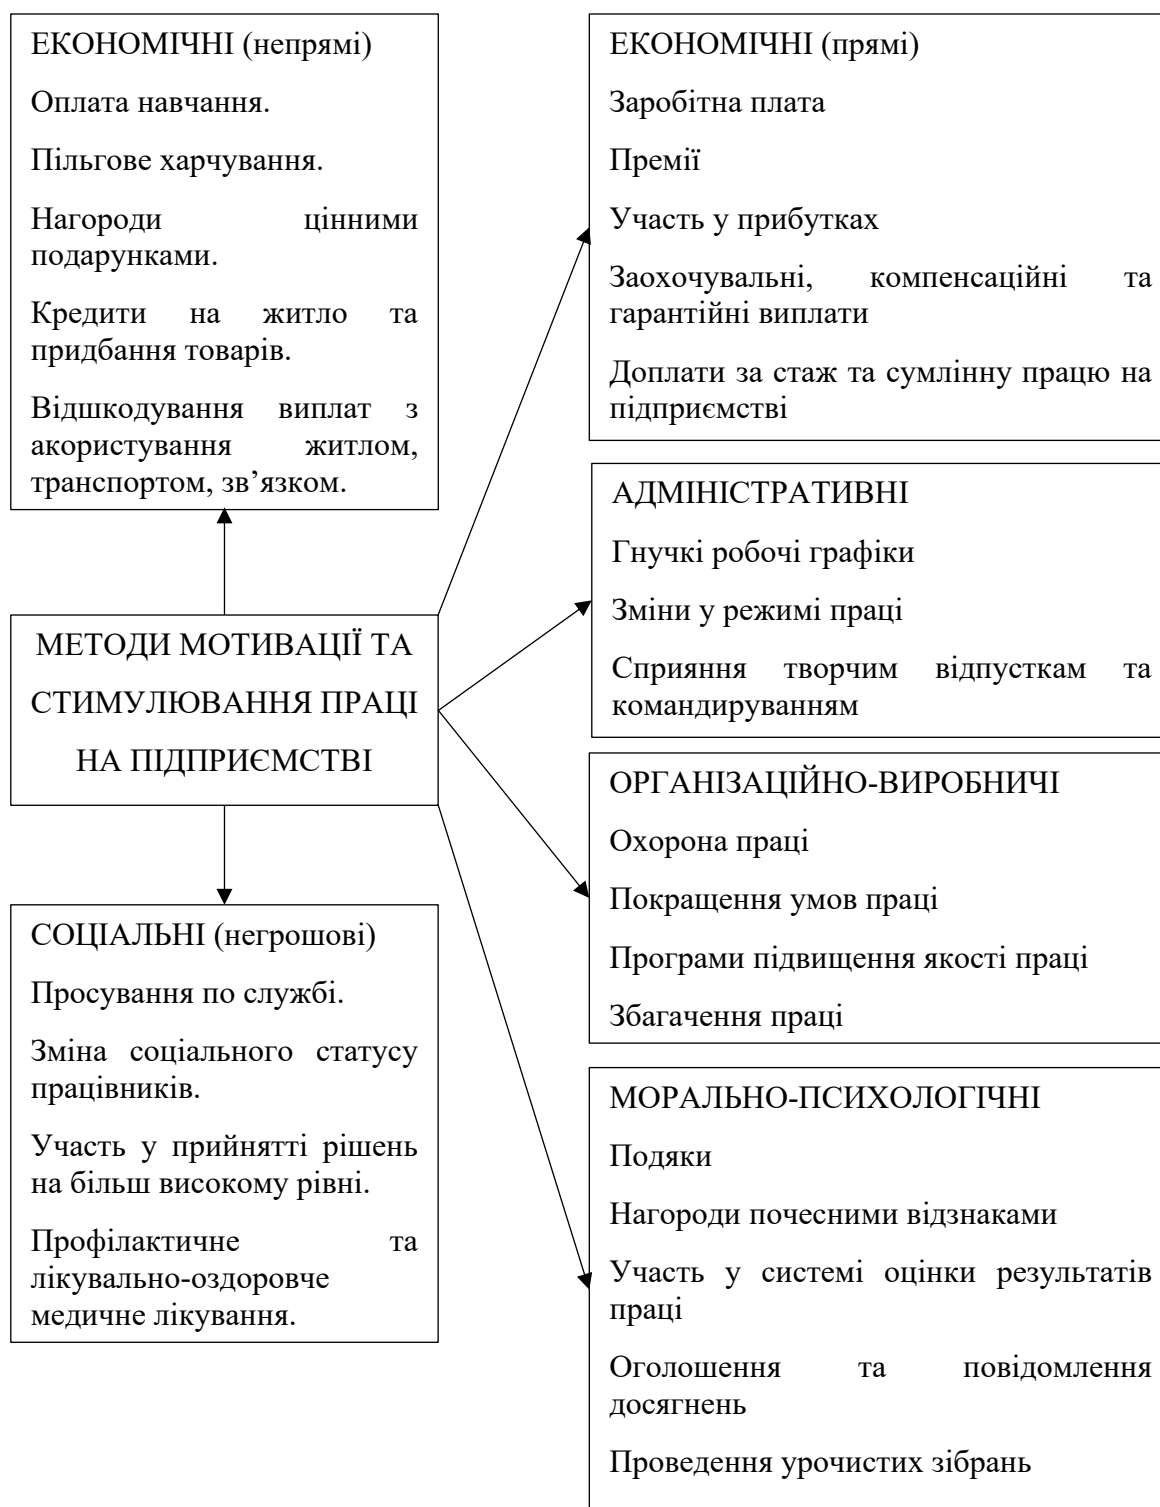 ЕКОНОМІЧНІ (непрямі)
Оплата навчання.
Пільгове харчування.
Нагороди цінними
подарунками.
Кредити на житло та
придбання товарів.
Відшкодування виплат з
акористування житлом,
транспортом, зв’язком.
МЕТОДИ МОТИВАЦІЇ ТА
СТИМУЛЮВАННЯ ПРАЦІ
НА ПІДПРИЄМСТВІ
СОЦІАЛЬНІ (негрошові)
Просування по службі.
Зміна соціального статусу
працівників.
Участь у прийнятті рішень
на більш високому рівні.
Профілактичне та
лікувально-оздоровче
медичне лікування.
ЕКОНОМІЧНІ (прямі)
Заробітна плата
Премії
Участь у прибутках
Заохочувальні, компенсаційні та
гарантійні виплати
Доплати за стаж та сумлінну працю на
підприємстві
АДМІНІСТРАТИВНІ
Гнучкі робочі графіки
Зміни у режимі праці
Сприяння творчим відпусткам та
командируванням
ОРГАНІЗАЦІЙНО-ВИРОБНИЧІ
Охорона праці
Покращення умов праці
Програми підвищення якості праці
Збагачення праці
МОРАЛЬНО-ПСИХОЛОГІЧНІ
Подяки
Нагороди почесними відзнаками
Участь у системі оцінки результатів
праці
Оголошення та повідомлення
досягнень
Проведення урочистих зібрань